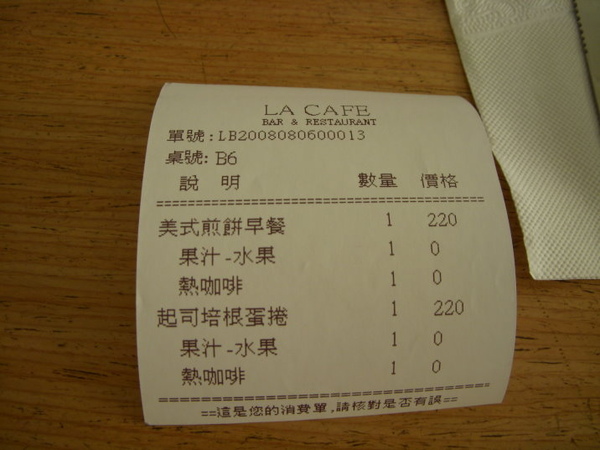 LA CAFE
BAR & RESTAURANT
單號:LB2008080600013
桌號: B6
說 明 數量 價格
美式煎餅早餐 1 220
果汁-水果 1 0
熱咖啡 1 0
起司培根蛋捲 1 220
果汁-水果 1 0
熱咖啡 1 0
==這是您的消費單,請核對是否有誤==